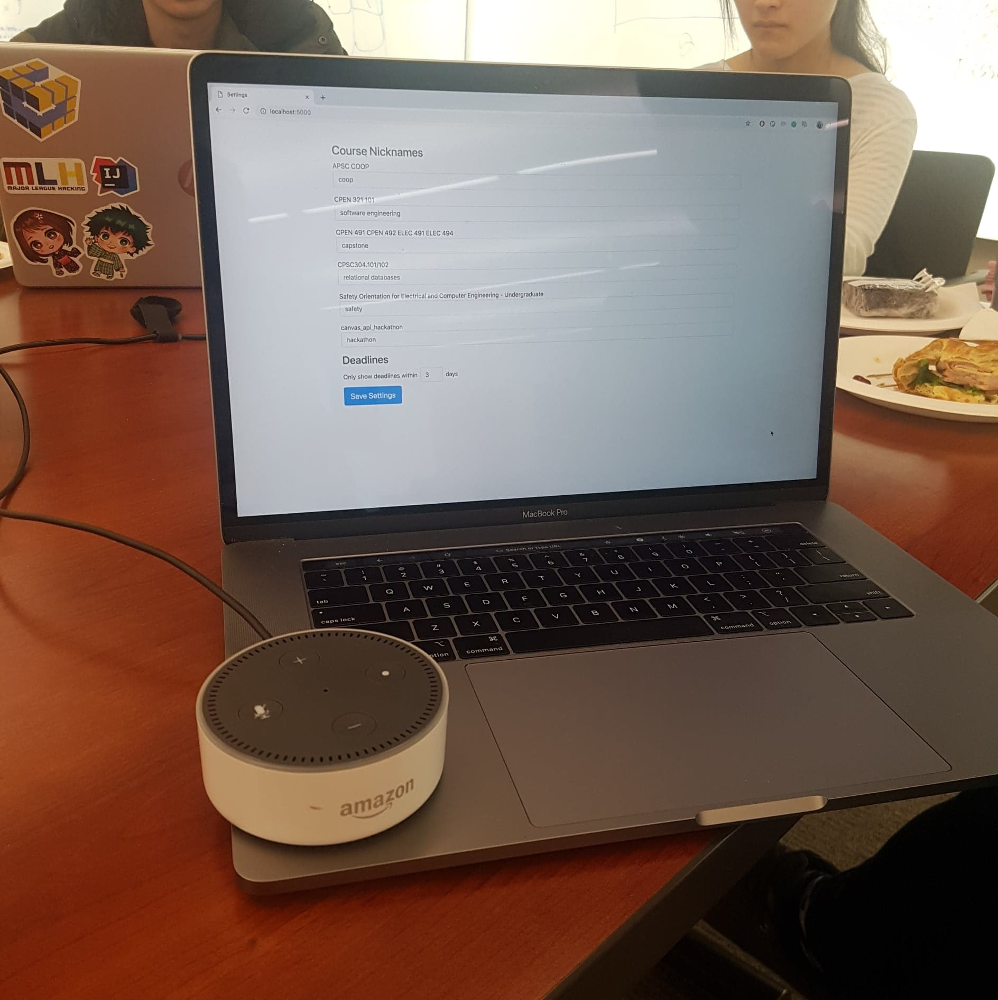 Settings
localhost:5000
Course Nicknames
APSC COOP
coop
CPEN 321 101
software engineering
CPEN 491 CPEN 492 ELEC 491 ELEC 494
capstone
CPSC304.101/102
relational databases
Safety Orientation for Electrical and Computer Engineering - Undergraduate
safety
canvas_api_hackathon
hackathon
Deadlines
Only show deadlines within 3 days
Save Settings
MacBook Pro
MLH
MAJOR LEAGUE HACKING
IJ
esc
Search or type URL
~ ! 1 @ 2 # 3 $ 4 % 5 ^ 6 & 7 * 8 ( 9 ) 0 - + = delete
tab Q W E R T Y U I O P { [ } ] | \
caps lock A S D F G H J K L : ; " ' return
Z X C V B N M < , > . ? / shift
option command command option
amazon